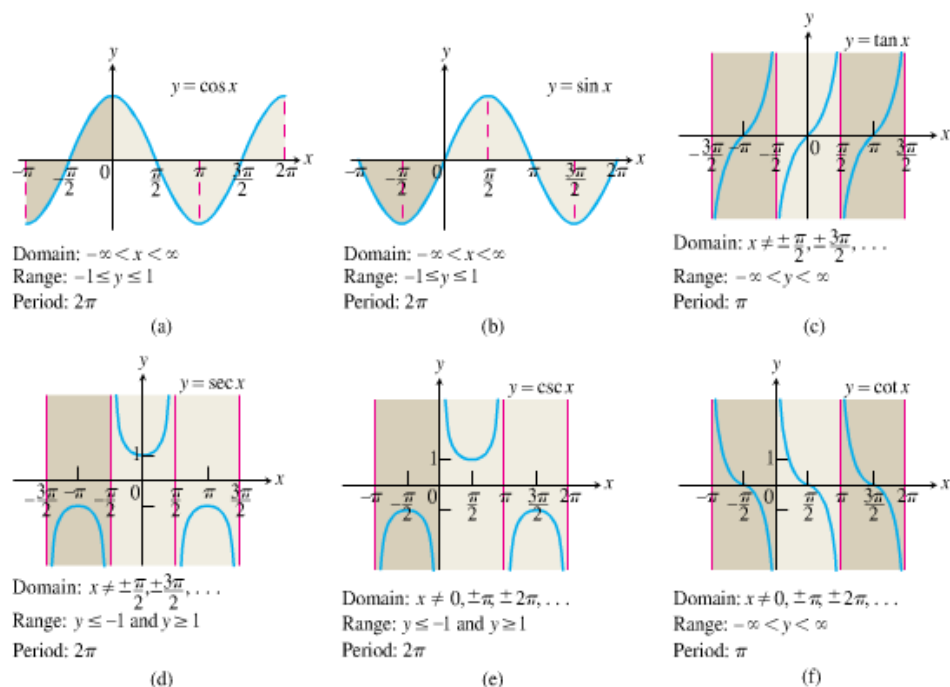 y
y = cos x
x
−π
−π/2
0
π/2
π
3π/2
2π
Domain: −∞ < x < ∞
Range: −1 ≤ y ≤ 1
Period: 2π
(a)
y
y = sin x
x
−π
−π/2
0
π/2
π
3π/2
2π
Domain: −∞ < x < ∞
Range: −1 ≤ y ≤ 1
Period: 2π
(b)
y
y = tan x
x
−3π/2
−π
−π/2
0
π/2
π
3π/2
Domain: x ≠ ±π/2, ±3π/2, . . .
Range: −∞ < y < ∞
Period: π
(c)
y
y = sec x
1
x
−3π/2
−π
−π/2
0
π/2
π
3π/2
Domain: x ≠ ±π/2, ±3π/2, . . .
Range: y ≤ −1 and y ≥ 1
Period: 2π
(d)
y
y = csc x
1
x
−π
−π/2
0
π/2
π
3π/2
2π
Domain: x ≠ 0, ±π, ±2π, . . .
Range: y ≤ −1 and y ≥ 1
Period: 2π
(e)
y
y = cot x
1
x
−π
−π/2
0
π/2
π
3π/2
2π
Domain: x ≠ 0, ±π, ±2π, . . .
Range: −∞ < y < ∞
Period: π
(f)